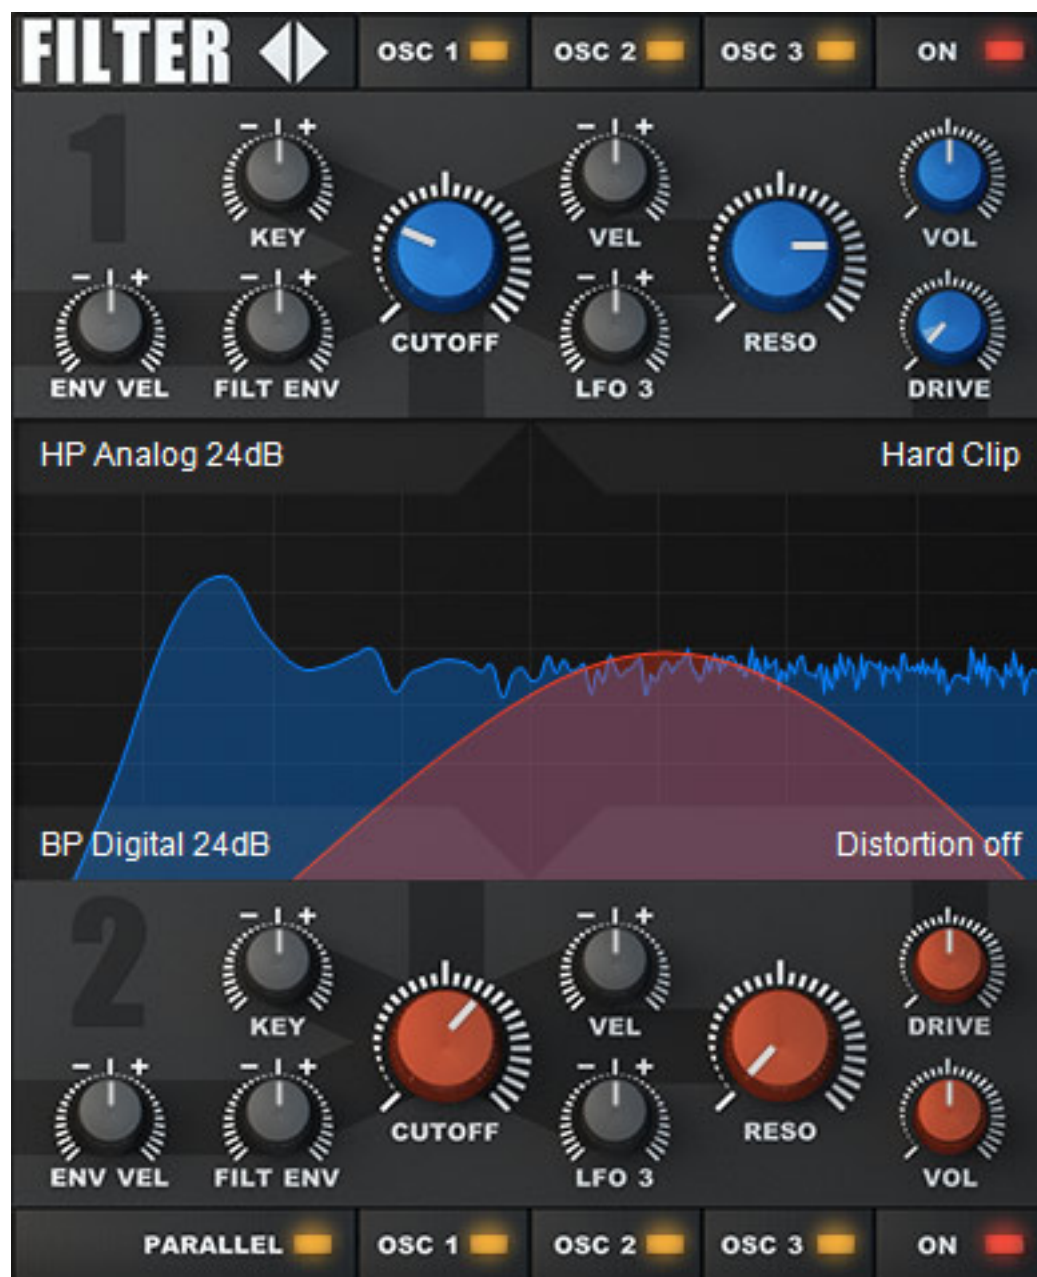 FILTER OSC 1 OSC 2 OSC 3 ON
1
KEY VEL VOL
CUTOFF RESO
ENV VEL FILT ENV LFO 3 DRIVE
HP Analog 24dB Hard Clip
BP Digital 24dB Distortion off
2
KEY VEL DRIVE
CUTOFF RESO
ENV VEL FILT ENV LFO 3 VOL
PARALLEL OSC 1 OSC 2 OSC 3 ON